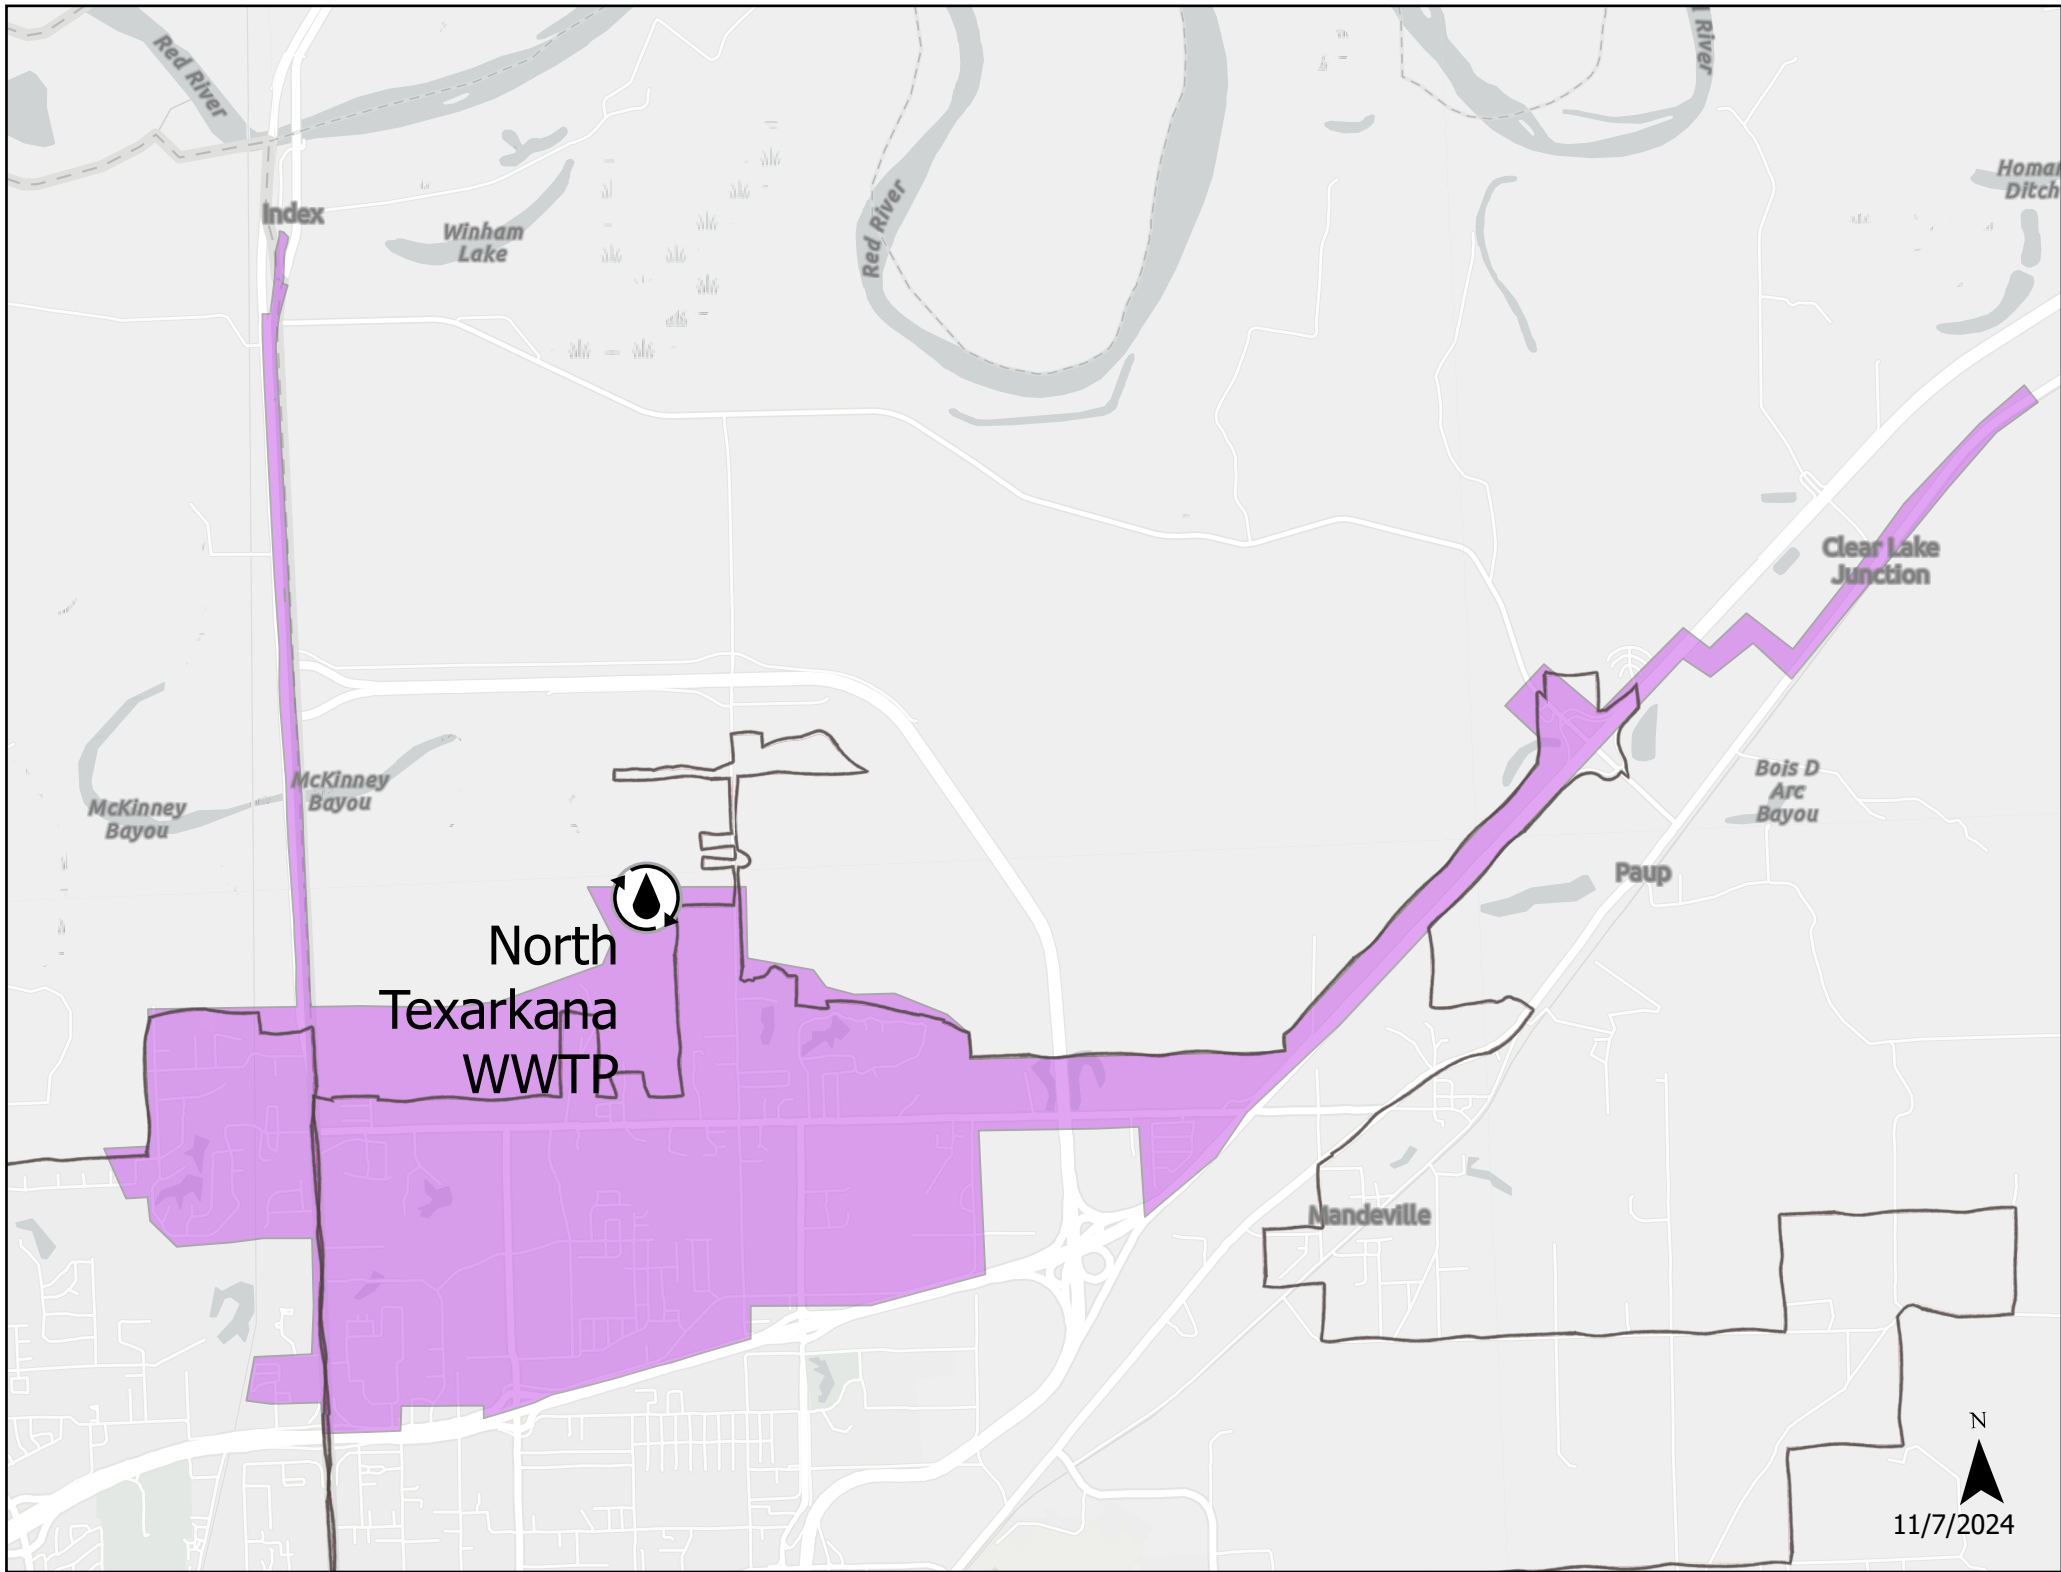 Red River
River
Homan
Ditch
Index
Winham
Lake
Red River
Clear Lake
Junction
McKinney
Bayou
McKinney
Bayou
Bois D
Arc
Bayou
Paup
North
Texarkana
WWTP
Mandeville
N
11/7/2024